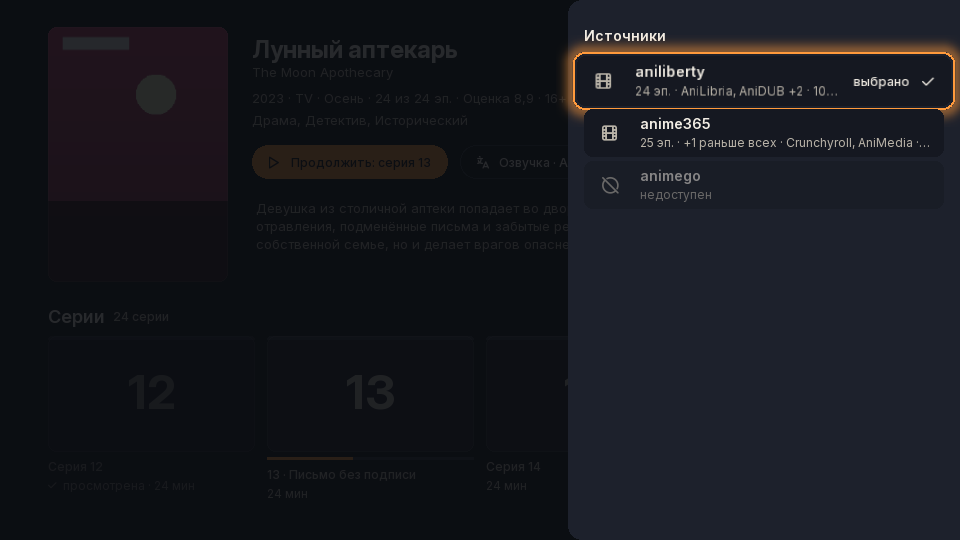 Лунный аптекарь
The Moon Apothecary
2023 · TV · Осень · 24 из 24 эп. · Оценка 8,9 · 16+
Драма, Детектив, Исторический
Продолжить: серия 13
Озвучка · A
Девушка из столичной аптеки попадает во
отравления, подмененные письма и забытые
собственной семье, но и делает врагов
Серии 24 серии
12
13
Серия 12
просмотрена · 24 мин
13 · Письмо без подписи
24 мин
Серия 14
24 мин
Источники
aniliberty
24 эп. · AniLibria, AniDUB +2 · 10…
выбрано
anime365
25 эп. · +1 раньше всех · Crunchyroll, AniMedia ·…
animego
недоступен